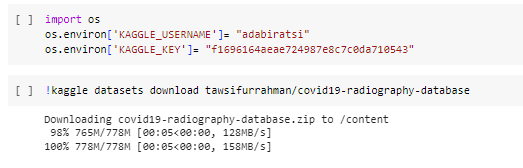 [ ] import os
os.environ['KAGGLE_USERNAME']= "adabiratsi"
os.environ['KAGGLE_KEY']= "f1696164aeae724987e8c7c0da710543"
[ ] !kaggle datasets download tawsifurrahman/covid19-radiography-database
Downloading covid19-radiography-database.zip to /content
98% 765M/778M [00:05<00:00, 128MB/s]
100% 778M/778M [00:05<00:00, 158MB/s]